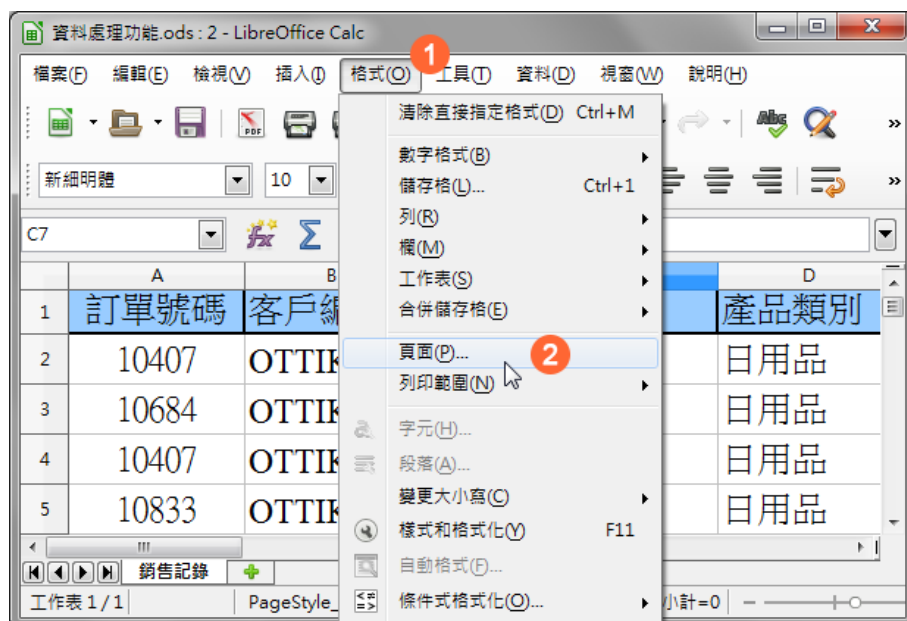 資料處理功能.ods : 2 - LibreOffice Calc
1
檔案(F) 編輯(E) 檢視(V) 插入(I) 格式(O) 工具(T) 資料(D) 視窗(W) 說明(H)
清除直接指定格式(D) Ctrl+M
數字格式(B)
儲存格(L)... Ctrl+1
列(R)
欄(M)
工作表(S)
合併儲存格(E)
頁面(P)... 2
列印範圍(N)
字元(H)...
段落(A)...
變更大小寫(C)
樣式和格式化(Y) F11
自動格式(F)...
條件式格式化(O)...
PDF
Abc
»
新細明體 10 »
C7
A B D
1 訂單號碼 客戶編 產品類別
2 10407 OTTIK 日用品
3 10684 OTTIK 日用品
4 10407 OTTIK 日用品
5 10833 OTTIK 日用品
銷售記錄
工作表 1 / 1 PageStyle_ 小計=0